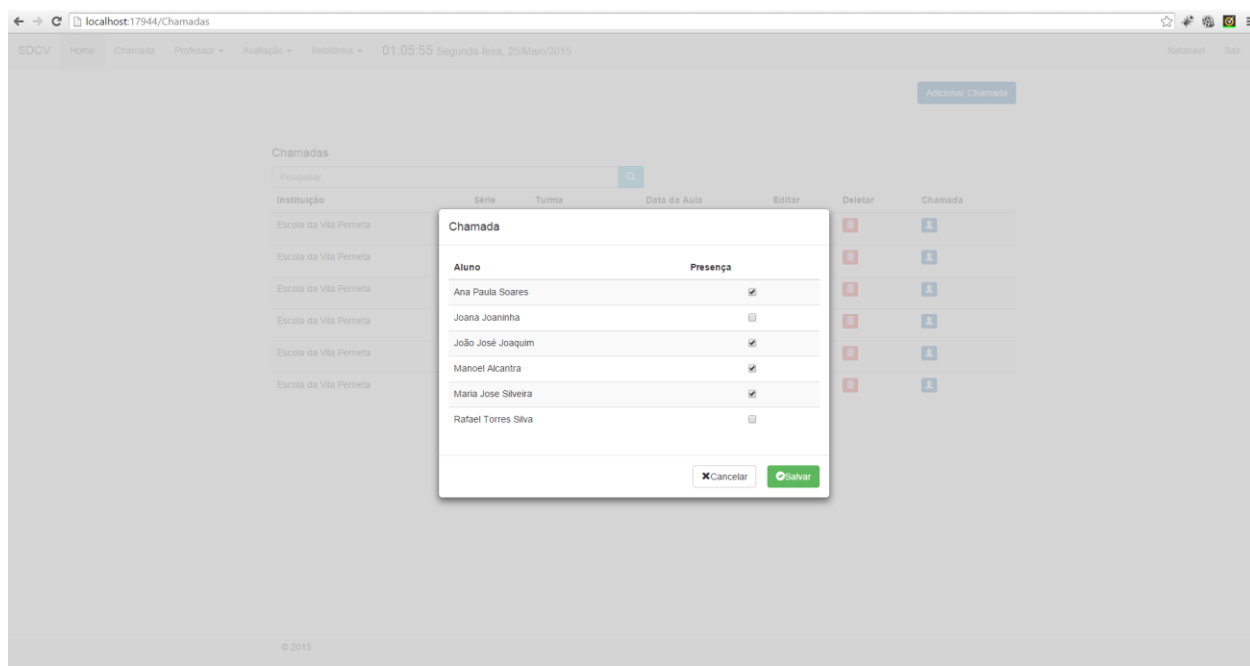 localhost:17944/Chamadas
SDCV Home Chamada Professor Avaliação Relatórios 01:05:55 Segunda-feira, 25/Maio/2015 Natanael Sair
Adicionar Chamada
Chamadas
Pesquisar
Instituição Série Turma Data da Aula Editar Deletar Chamada
Escola da Vila Perneta
Escola da Vila Perneta
Escola da Vila Perneta
Escola da Vila Perneta
Escola da Vila Perneta
Escola da Vila Perneta
Chamada
Aluno Presença
Ana Paula Soares
Joana Joaninha
João José Joaquim
Manoel Alcantra
Maria Jose Silveira
Rafael Torres Silva
Cancelar Salvar
© 2015